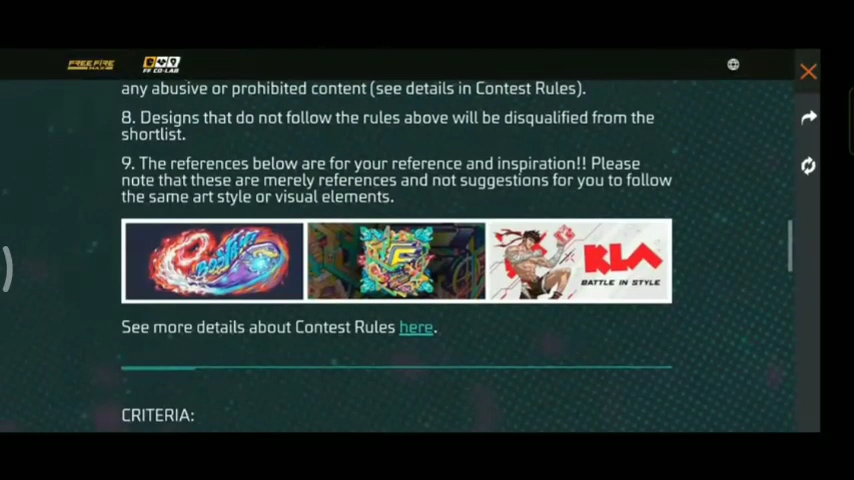 FREE FIRE
MAX
FF CO-LAB
any abusive or prohibited content (see details in Contest Rules).
8. Designs that do not follow the rules above will be disqualified from the
shortlist.
9. The references below are for your reference and inspiration!! Please
note that these are merely references and not suggestions for you to follow
the same art style or visual elements.
BOOYAH
F
KLA
BATTLE IN STYLE
See more details about Contest Rules here.
CRITERIA: